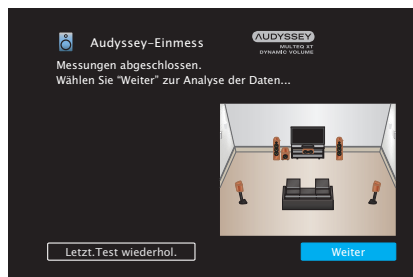 Audyssey-Einmess
AUDYSSEY
MULTEQ XT
DYNAMIC VOLUME
Messungen abgeschlossen.
Wählen Sie “Weiter” zur Analyse der Daten...
Letzt.Test wiederhol.
Weiter